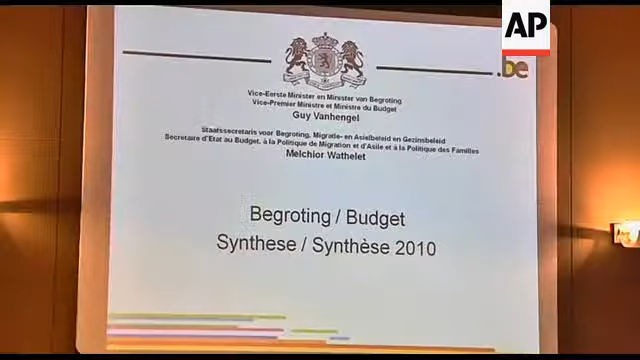 AP
.be
Vice-Eerste Minister en Minister van Begroting
Vice-Premier Ministre et Ministre du Budget
Guy Vanhengel
Staatssecretaris voor Begroting, Migratie- en Asielbeleid en Gezinsbeleid
Secrétaire d'Etat au Budget, à la Politique de Migration et d'Asile et à la Politique des Familles
Melchior Wathelet
Begroting / Budget
Synthese / Synthèse 2010